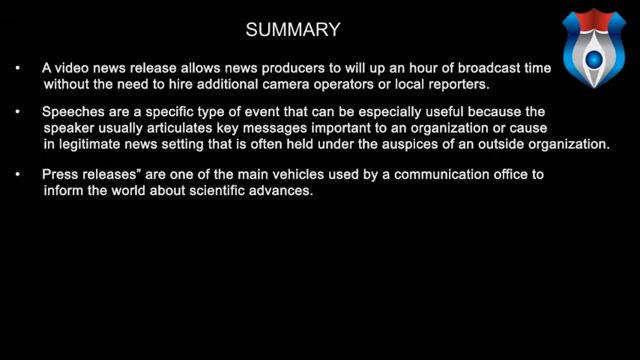 SUMMARY
• A video news release allows news producers to will up an hour of broadcast time
without the need to hire additional camera operators or local reporters.
• Speeches are a specific type of event that can be especially useful because the
speaker usually articulates key messages important to an organization or cause
in legitimate news setting that is often held under the auspices of an outside organization.
• Press releases” are one of the main vehicles used by a communication office to
inform the world about scientific advances.